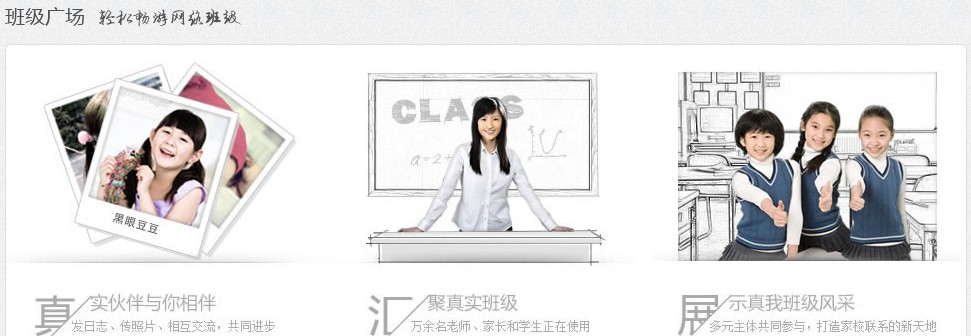 班级广场 轻松畅游网络班级
黑眼豆豆
CLASS
a=2+
真 实伙伴与你相伴
发日志、传照片、相互交流，共同进步
汇 聚真实班级
万余名老师、家长和学生正在使用
展 示真我班级风采
多元主体共同参与，打造家校联系的新天地